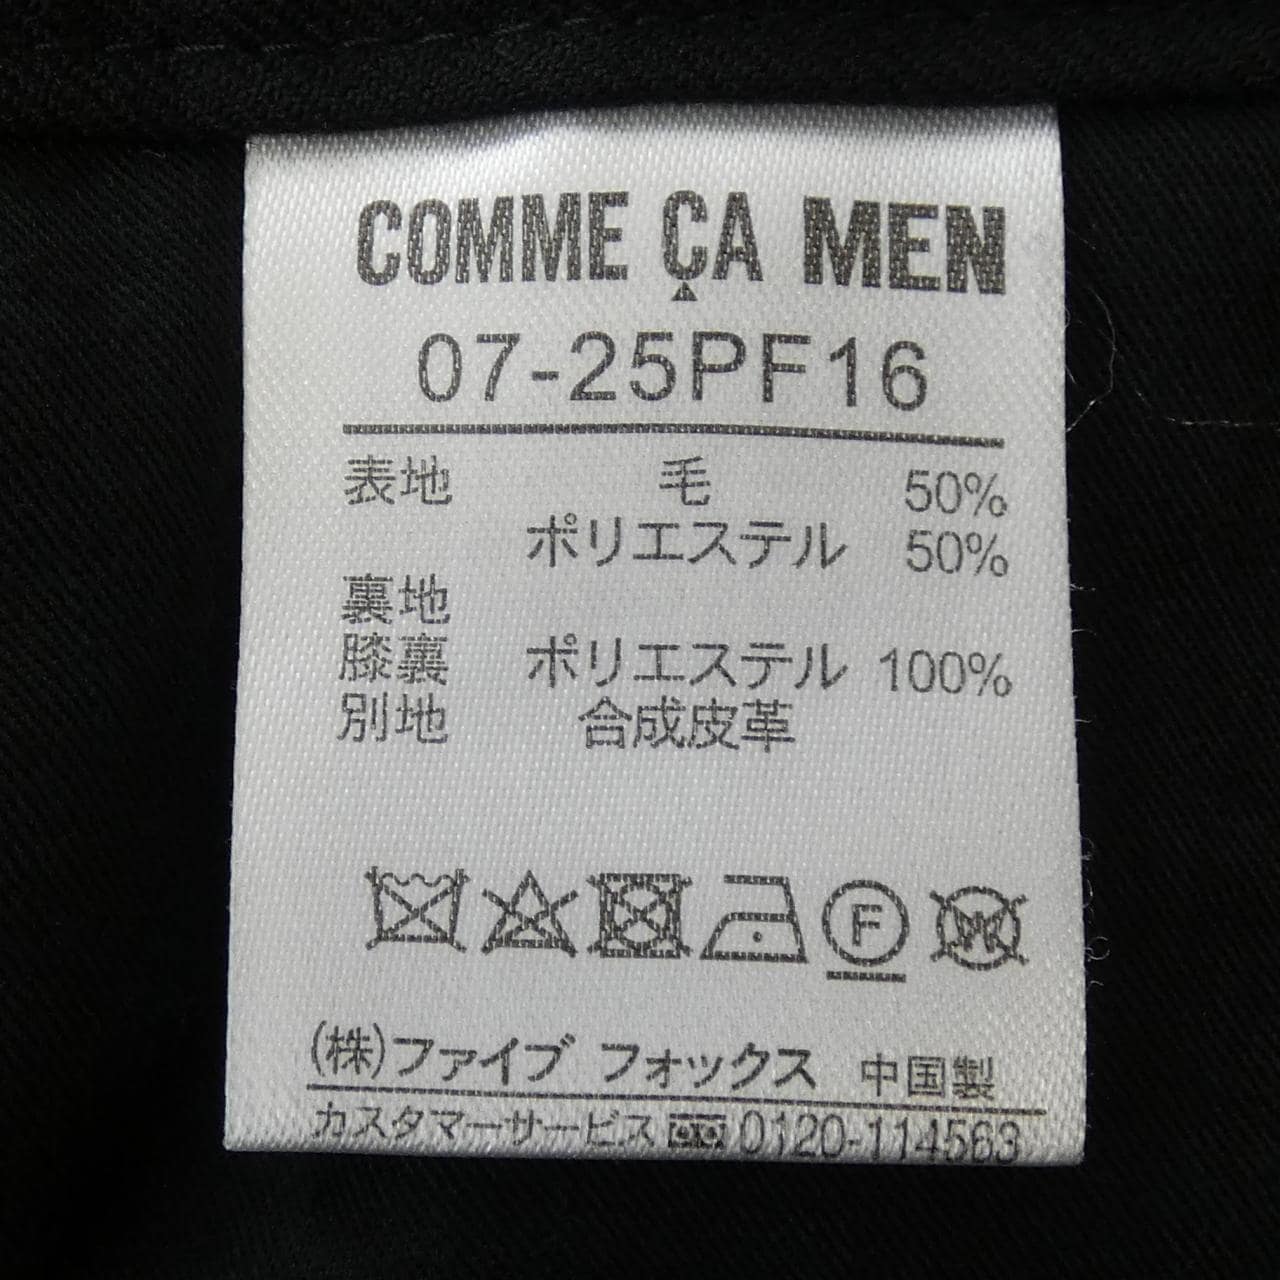 COMME ÇA MEN
07-25PF16
表地 毛 50%
ポリエステル 50%
裏地
膝裏 ポリエステル 100%
別地 合成皮革
F
W
(株)ファイブ フォックス 中国製
カスタマーサービス 0120-114563